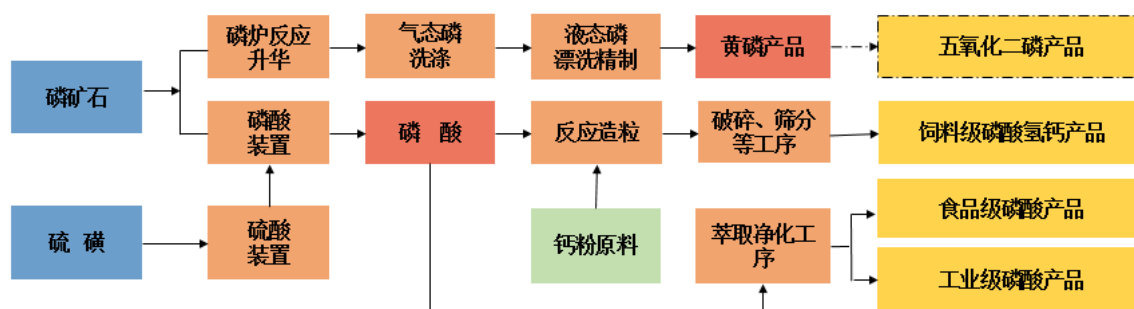 磷炉反应
升华
气态磷
洗涤
液态磷
漂洗精制
黄磷产品
五氧化二磷产品
磷矿石
磷酸
装置
磷 酸
反应造粒
破碎、筛分
等工序
饲料级磷酸氢钙产品
硫 磺
硫酸
装置
钙粉原料
萃取净化工
序
食品级磷酸产品
工业级磷酸产品